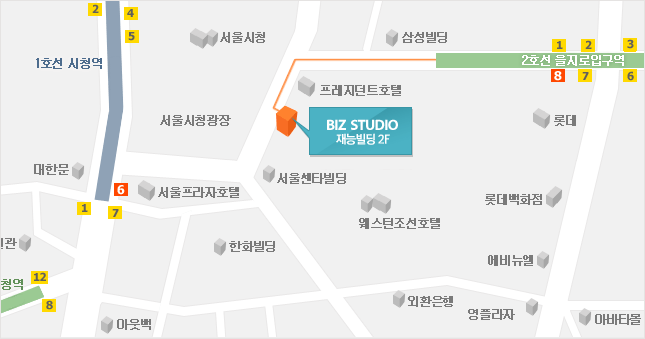 2
4
5
서울시청
삼성빌딩
1호선 시청역
1
2
3
2호선 을지로입구역
8
7
6
프레지던트호텔
서울시청광장
BIZ STUDIO
재능빌딩 2F
롯데
대한문
서울센타빌딩
6
서울프라자호텔
롯데백화점
1
7
웨스턴조선호텔
한화빌딩
관
에비뉴엘
청역
12
8
외환은행
영플라자
아바타몰
아웃백